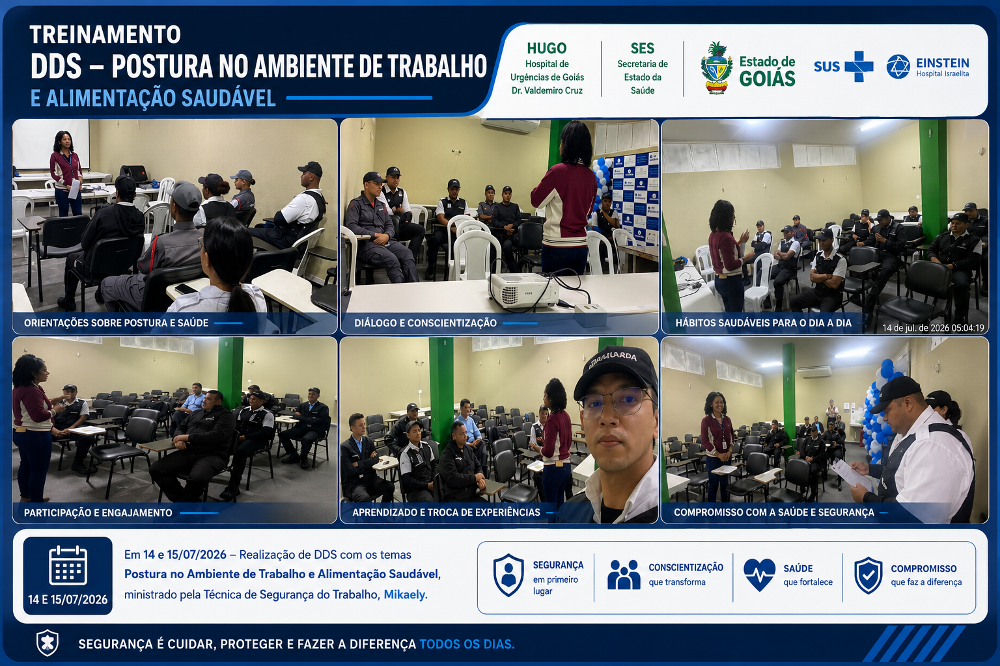 TREINAMENTO
DDS – POSTURA NO AMBIENTE DE TRABALHO
E ALIMENTAÇÃO SAUDÁVEL
HUGO
Hospital de
Urgências de Goiás
Dr. Valdemiro Cruz
SES
Secretaria de
Estado da
Saúde
Estado de
GOIÁS
SUS
EINSTEIN
Hospital Israelita
ORIENTAÇÕES SOBRE POSTURA E SAÚDE
DIÁLOGO E CONSCIENTIZAÇÃO
HÁBITOS SAUDÁVEIS PARA O DIA A DIA
14 de jul. de 2026 05:04:19
PARTICIPAÇÃO E ENGAJAMENTO
APRENDIZADO E TROCA DE EXPERIÊNCIAS
COMPROMISSO COM A SAÚDE E SEGURANÇA
14 E 15/07/2026
Em 14 e 15/07/2026 – Realização de DDS com os temas
Postura no Ambiente de Trabalho e Alimentação Saudável,
ministrado pela Técnica de Segurança do Trabalho, Mikaely.
SEGURANÇA
em primeiro
lugar
CONSCIENTIZAÇÃO
que transforma
SAÚDE
que fortalece
COMPROMISSO
que faz a diferença
SEGURANÇA É CUIDAR, PROTEGER E FAZER A DIFERENÇA TODOS OS DIAS.